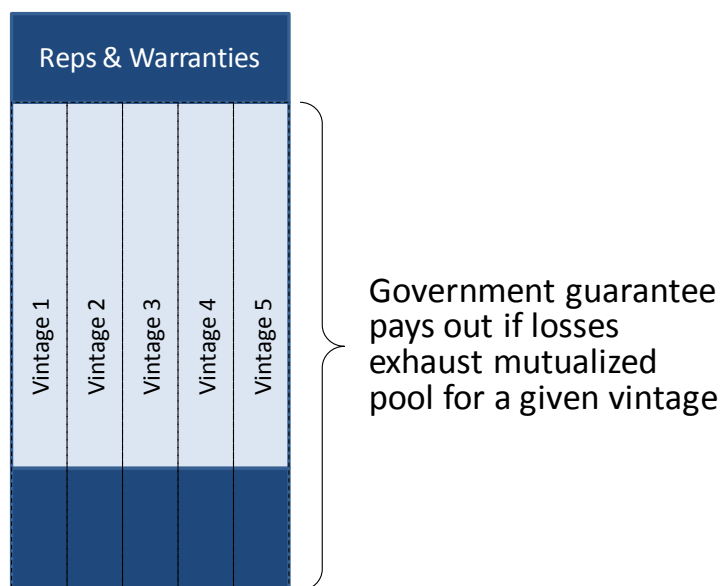 Reps & Warranties
Vintage 1
Vintage 2
Vintage 3
Vintage 4
Vintage 5
Government guarantee
pays out if losses
exhaust mutualized
pool for a given vintage